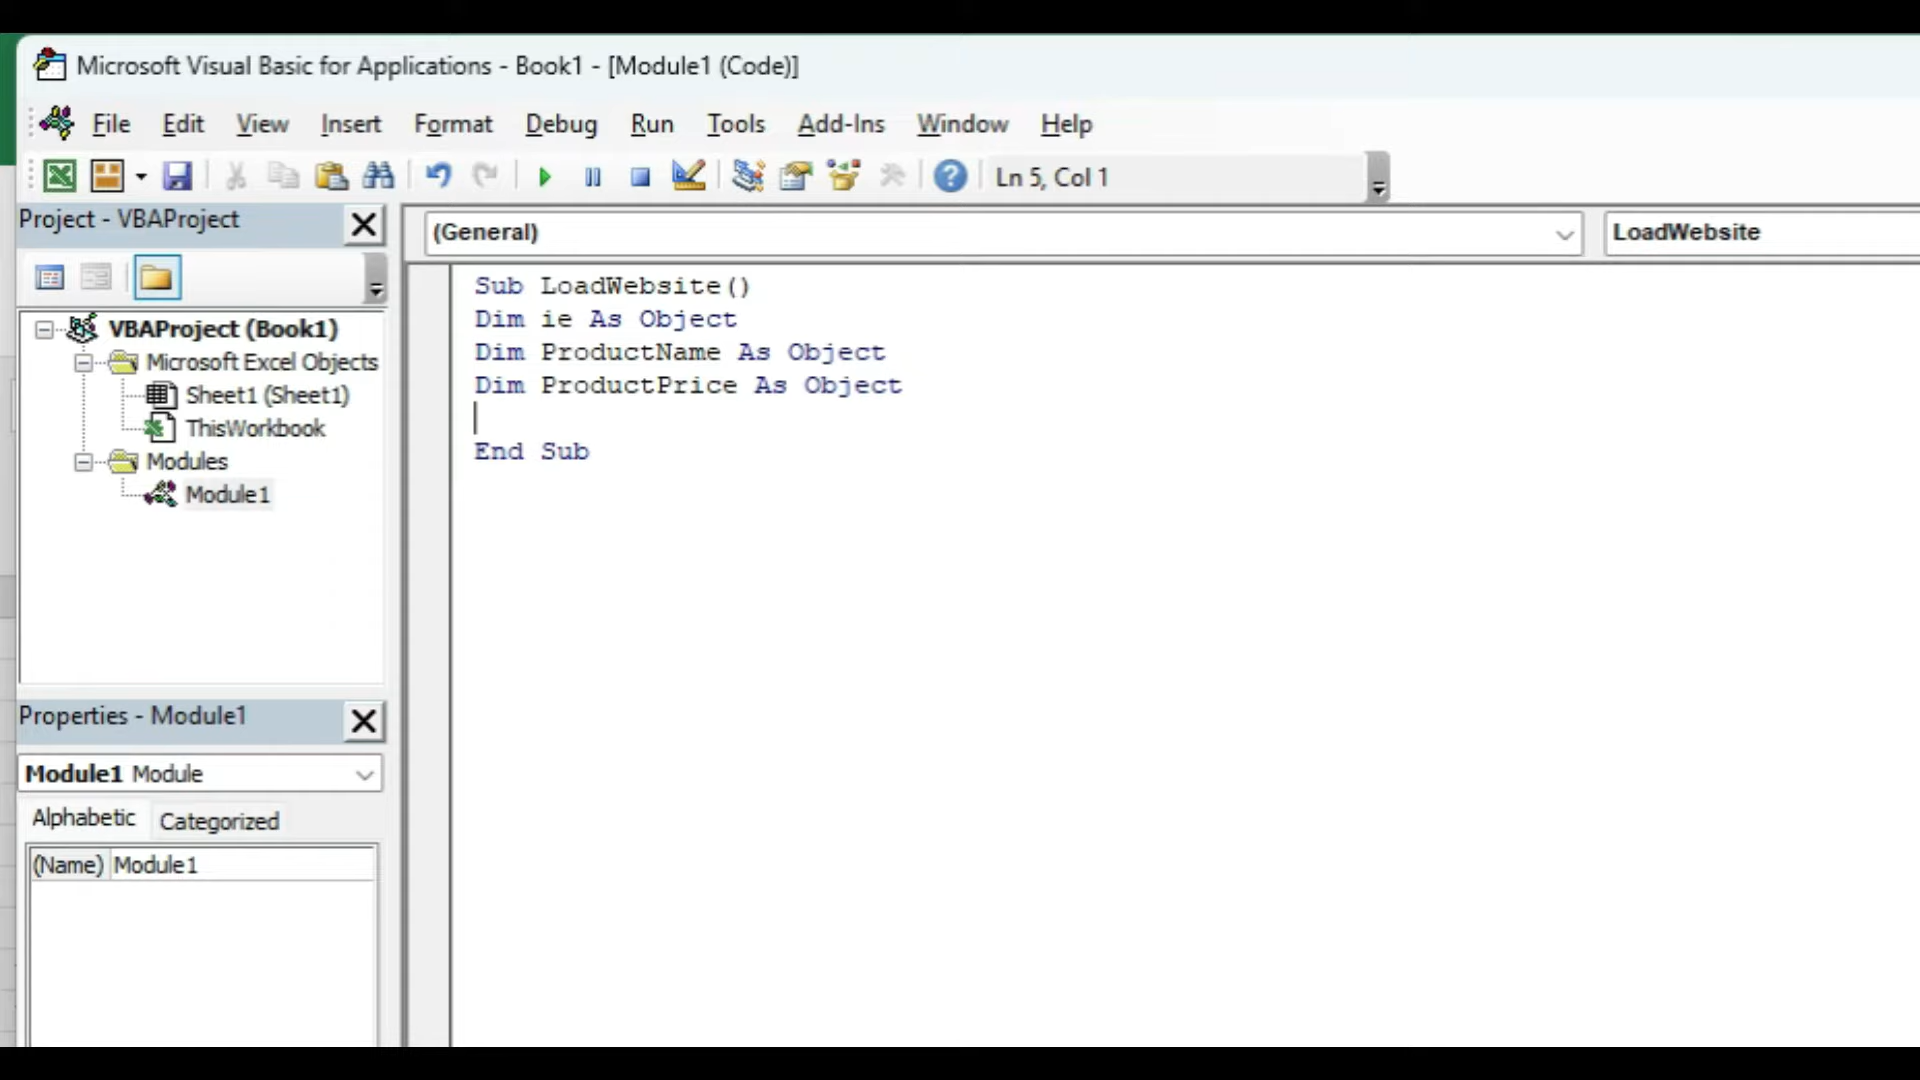 Microsoft Visual Basic for Applications - Book1 - [Module1 (Code)]
File Edit View Insert Format Debug Run Tools Add-Ins Window Help
Ln 5, Col 1
Project - VBAProject
(General)
LoadWebsite
VBAProject (Book1)
Microsoft Excel Objects
Sheet1 (Sheet1)
ThisWorkbook
Modules
Module1
Sub LoadWebsite()
Dim ie As Object
Dim ProductName As Object
Dim ProductPrice As Object
End Sub
Properties - Module1
Module1 Module
Alphabetic Categorized
(Name) Module1